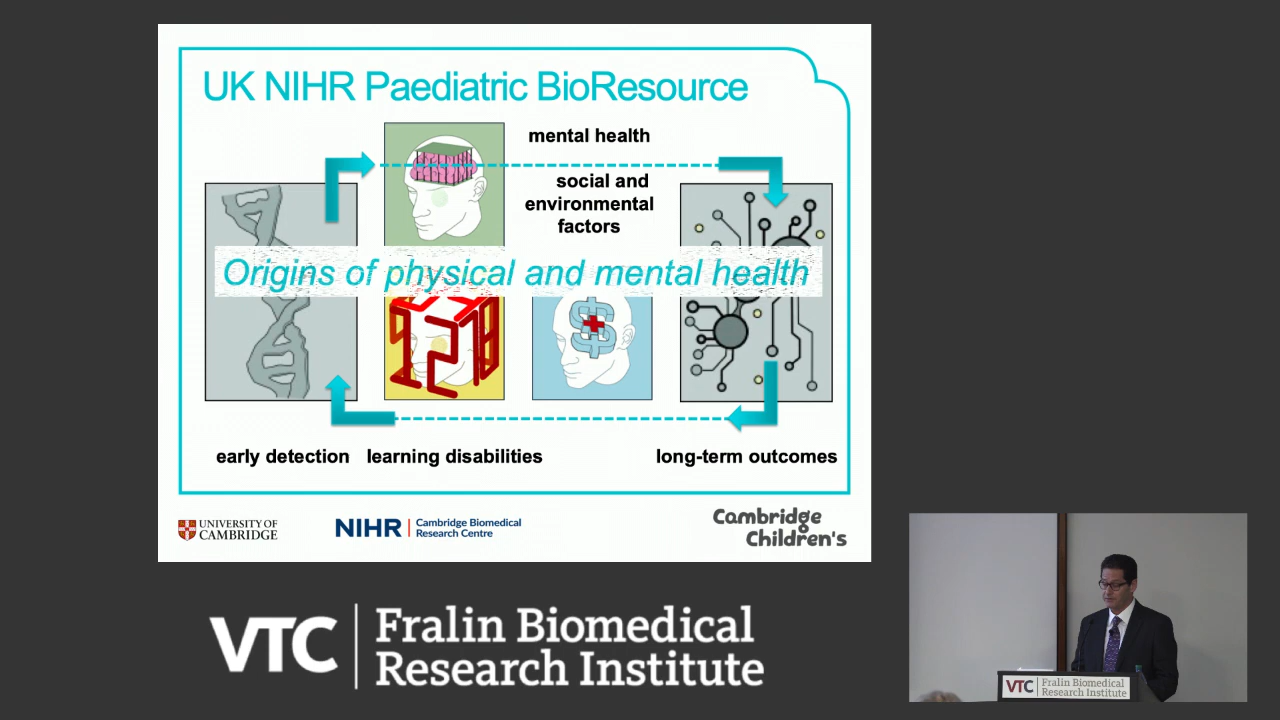 UK NIHR Paediatric BioResource
mental health
social and
environmental
factors
Origins of physical and mental health
early detection
learning disabilities
long-term outcomes
UNIVERSITY OF
CAMBRIDGE
NIHR
Cambridge Biomedical
Research Centre
Cambridge
Children's
VTC
Fralin Biomedical
Research Institute
VTC
Fralin Biomedical
Research Institute